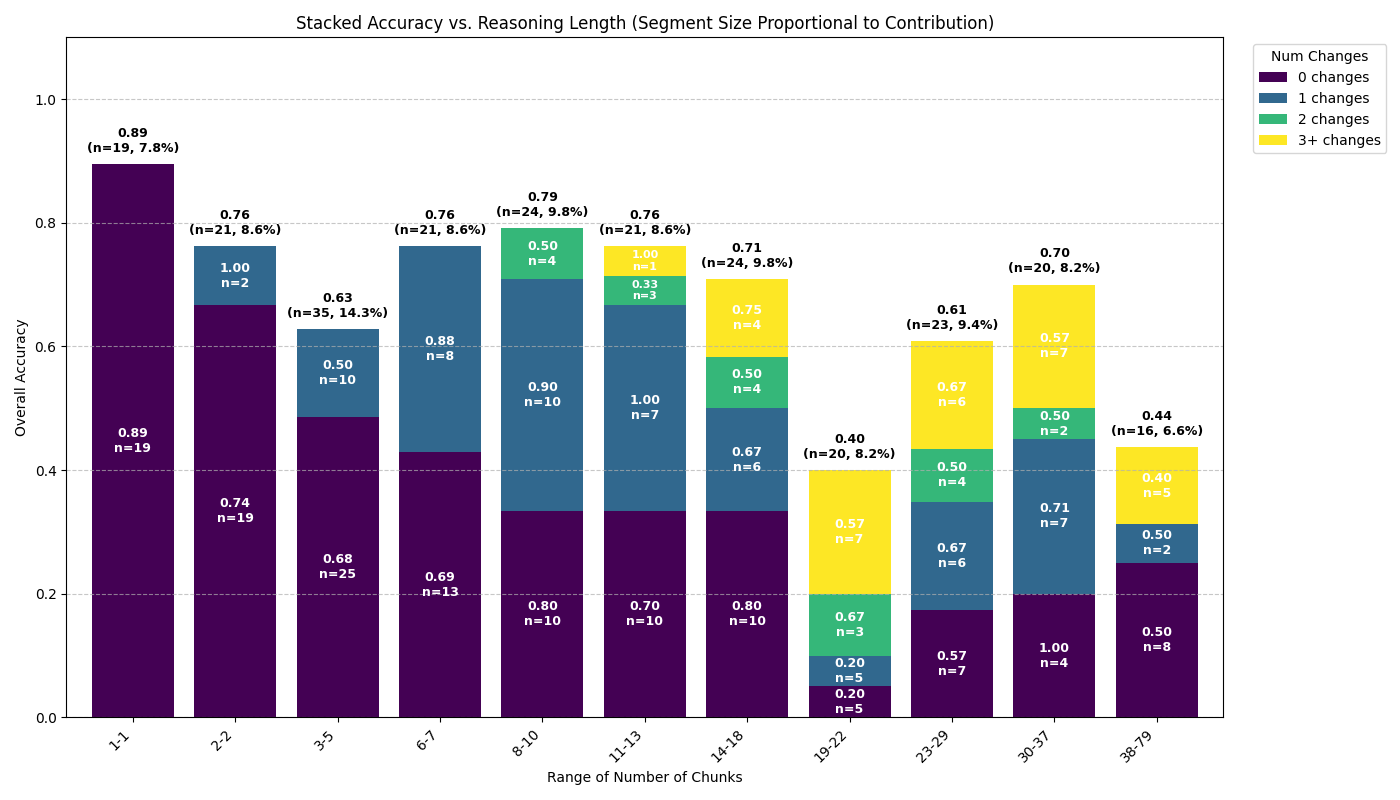 Stacked Accuracy vs. Reasoning Length (Segment Size Proportional to Contribution)
Num Changes
0 changes
1 changes
2 changes
3+ changes
Overall Accuracy
1.0
0.8
0.6
0.4
0.2
0.0
0.89
(n=19, 7.8%)
0.89
n=19
0.76
(n=21, 8.6%)
1.00
n=2
0.74
n=19
0.63
(n=35, 14.3%)
0.50
n=10
0.68
n=25
0.76
(n=21, 8.6%)
0.88
n=8
0.69
n=13
0.79
(n=24, 9.8%)
0.50
n=4
0.90
n=10
0.80
n=10
0.76
(n=21, 8.6%)
1.00
n=1
0.33
n=3
1.00
n=7
0.70
n=10
0.71
(n=24, 9.8%)
0.75
n=4
0.50
n=4
0.67
n=6
0.80
n=10
0.40
(n=20, 8.2%)
0.57
n=7
0.67
n=3
0.20
n=5
0.20
n=5
0.61
(n=23, 9.4%)
0.67
n=6
0.50
n=4
0.67
n=6
0.57
n=7
0.70
(n=20, 8.2%)
0.57
n=7
0.50
n=2
0.71
n=7
1.00
n=4
0.44
(n=16, 6.6%)
0.40
n=5
0.50
n=2
0.50
n=8
1-1
2-2
3-5
6-7
8-10
11-13
14-18
19-22
23-29
30-37
38-79
Range of Number of Chunks